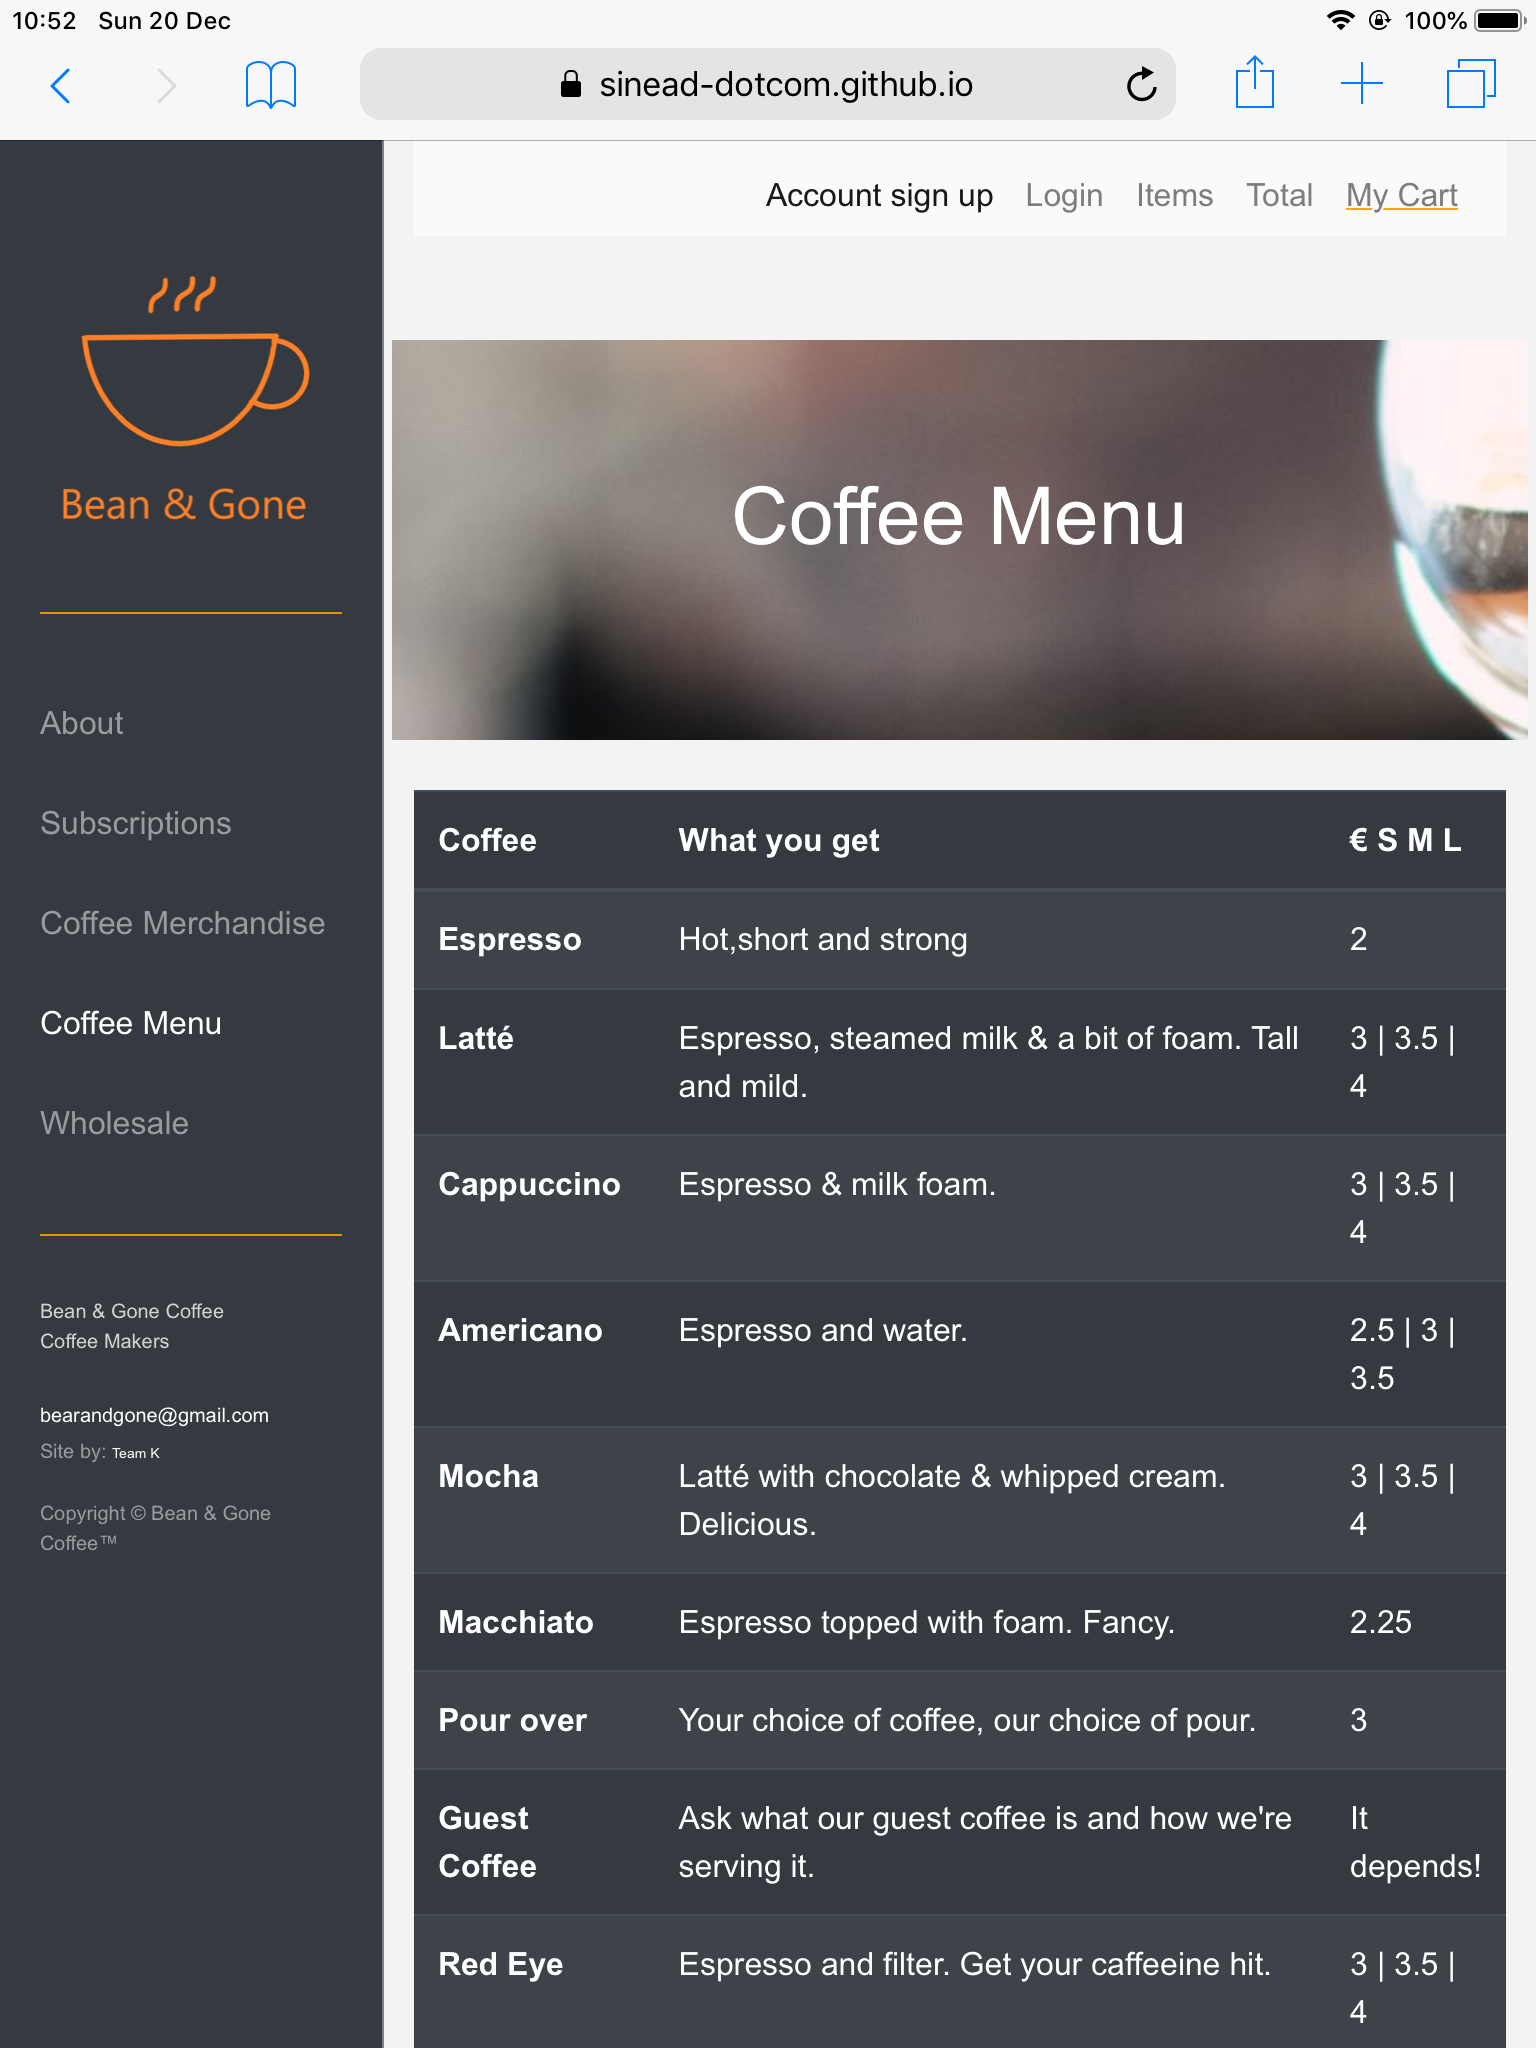 10:52 Sun 20 Dec
100%
sinead-dotcom.github.io
Account sign up Login Items Total My Cart
Bean & Gone
About
Subscriptions
Coffee Merchandise
Coffee Menu
Wholesale
Bean & Gone Coffee
Coffee Makers
bearandgone@gmail.com
Site by: Team K
Copyright © Bean & Gone
Coffee™
Coffee Menu
Coffee What you get € S M L
Espresso Hot,short and strong 2
Latté Espresso, steamed milk & a bit of foam. Tall 3 | 3.5 |
and mild. 4
Cappuccino Espresso & milk foam. 3 | 3.5 |
4
Americano Espresso and water. 2.5 | 3 |
3.5
Mocha Latté with chocolate & whipped cream. 3 | 3.5 |
Delicious. 4
Macchiato Espresso topped with foam. Fancy. 2.25
Pour over Your choice of coffee, our choice of pour. 3
Guest Ask what our guest coffee is and how we're It
Coffee serving it. depends!
Red Eye Espresso and filter. Get your caffeeine hit. 3 | 3.5 |
4